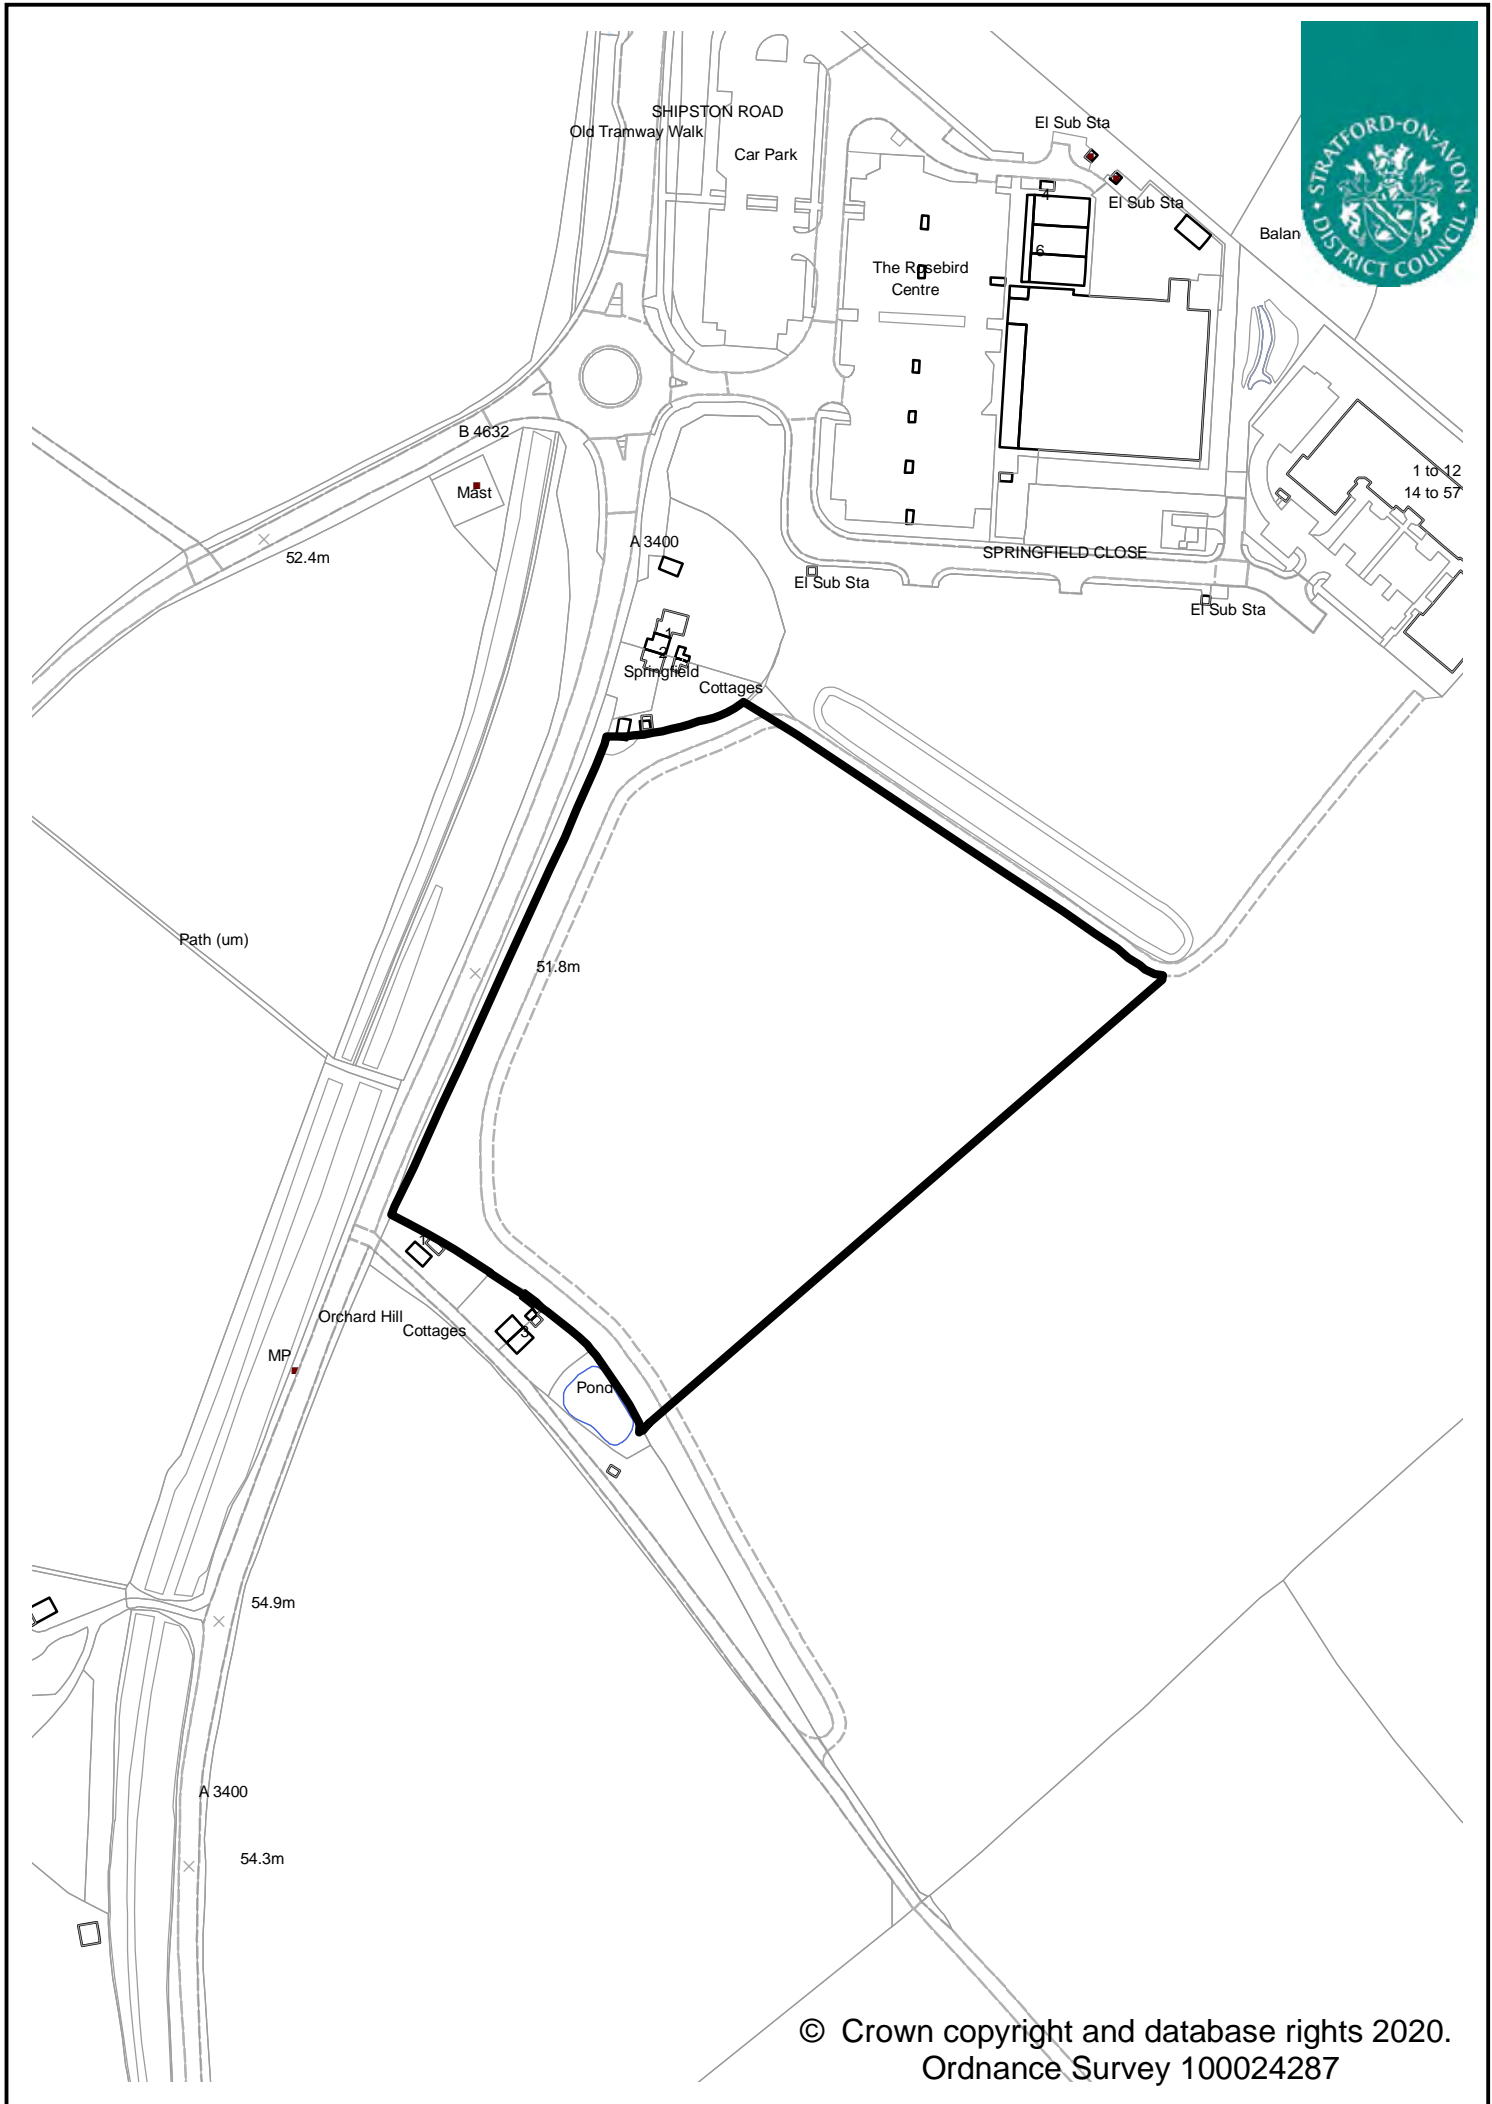 SHIPSTON ROAD
Old Tramway Walk
Car Park
El Sub Sta
El Sub Sta
STRATFORD-ON-AVON
DISTRICT COUNCIL
4
6
The Rosebird
Centre
B 4632
Mast
52.4m
A 3400
SPRINGFIELD CLOSE
1 to 12
14 to 57
El Sub Sta
El Sub Sta
1
2
Springfield
Cottages
Path (um)
51.8m
1
Orchard Hill
Cottages
3
MP
Pond
54.9m
A 3400
54.3m
© Crown copyright and database rights 2020.
Ordnance Survey 100024287